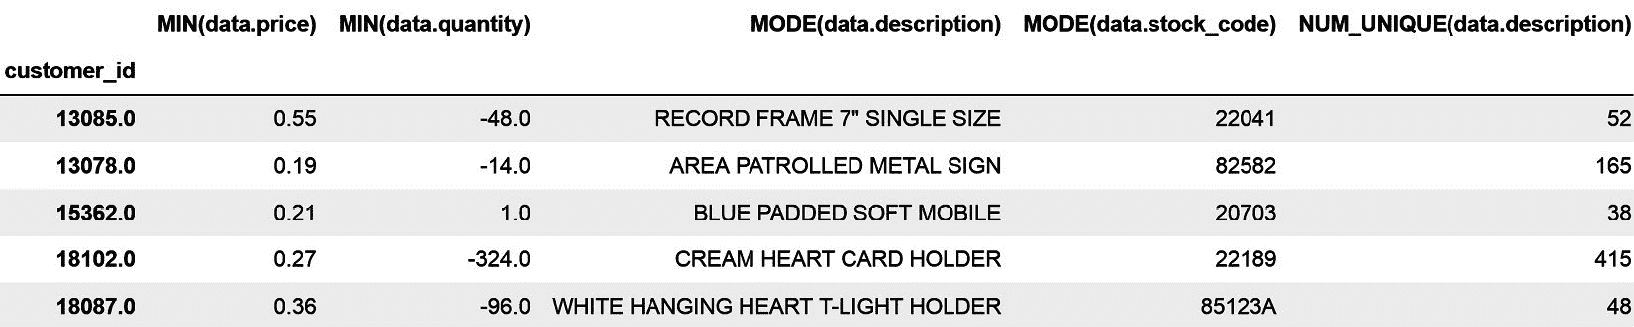 MIN(data.price) MIN(data.quantity) MODE(data.description) MODE(data.stock_code) NUM_UNIQUE(data.description)
customer_id
13085.0 0.55 -48.0 RECORD FRAME 7" SINGLE SIZE 22041 52
13078.0 0.19 -14.0 AREA PATROLLED METAL SIGN 82582 165
15362.0 0.21 1.0 BLUE PADDED SOFT MOBILE 20703 38
18102.0 0.27 -324.0 CREAM HEART CARD HOLDER 22189 415
18087.0 0.36 -96.0 WHITE HANGING HEART T-LIGHT HOLDER 85123A 48